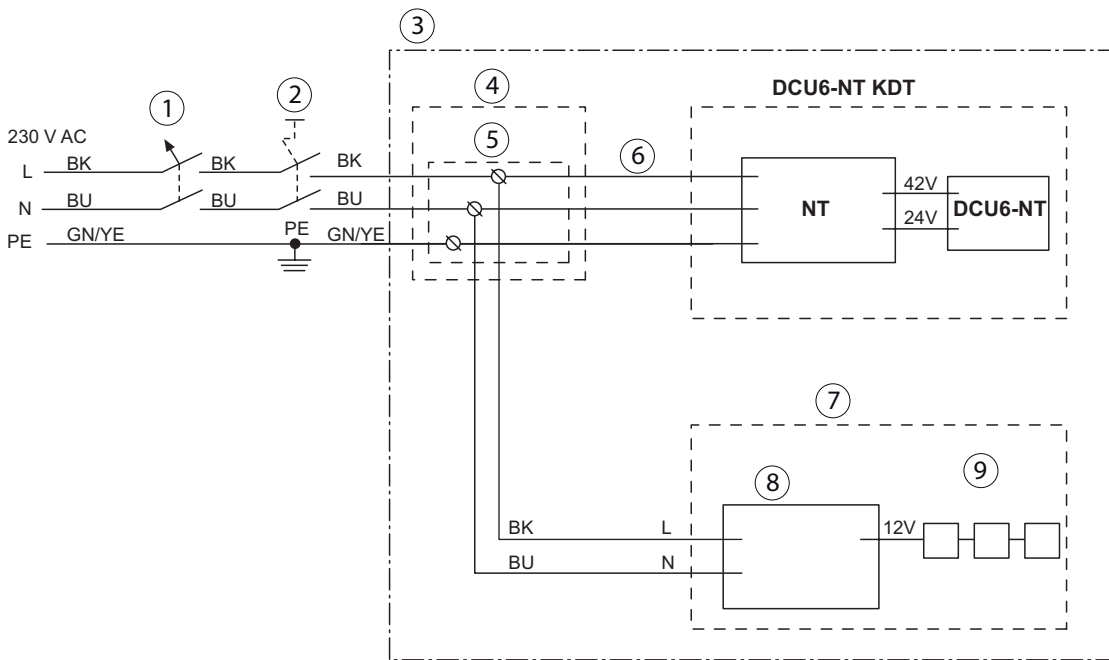 3
4
DCU6-NT KDT
1
2
5
230 V AC
L BK BK BK 6
N BU BU BU
PE GN/YE PE GN/YE
NT
42V
24V
DCU6-NT
7
8
9
BK L
BU N
12V